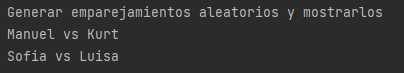 Generar emparejamientos aleatorios y mostrarlos
Manuel vs Kurt
Sofia vs Luisa